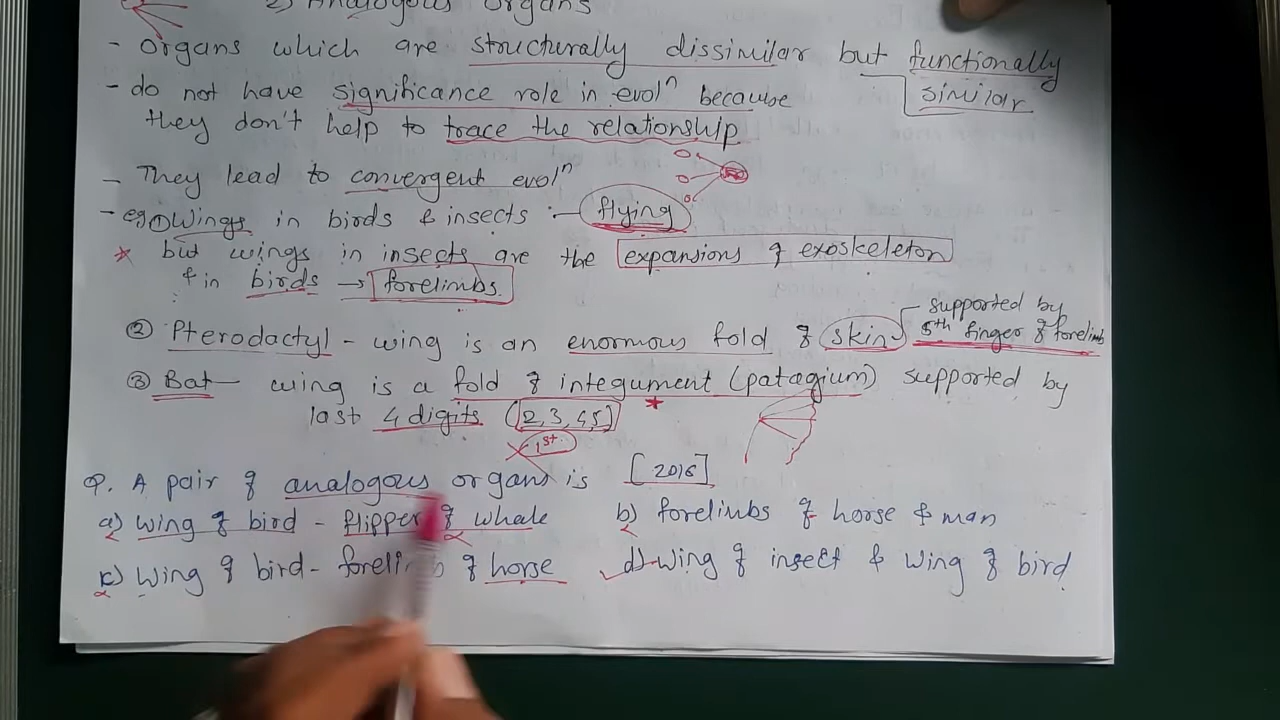 2) Analogous organs
- organs which are structurally dissimilar but functionally
similar
- do not have significance role in evolⁿ because
they don't help to trace the relationship
- They lead to convergent evolⁿ
- eg ① Wings in birds & insects :- flying
* but wings in insects are the expansions of exoskeleton
& in birds → forelimbs.
② Pterodactyl - wing is an enormous fold of skin supported by
5th finger of forelimb
③ Bat - wing is a fold of integument (patagium) supported by
last 4 digits (2,3,4,5)
1st.
Q. A pair of analogous organs is [2018]
a) wing of bird - flipper of whale b) forelimbs of horse & man
c) wing of bird - forelimb of horse d) wing of insect & wing of bird